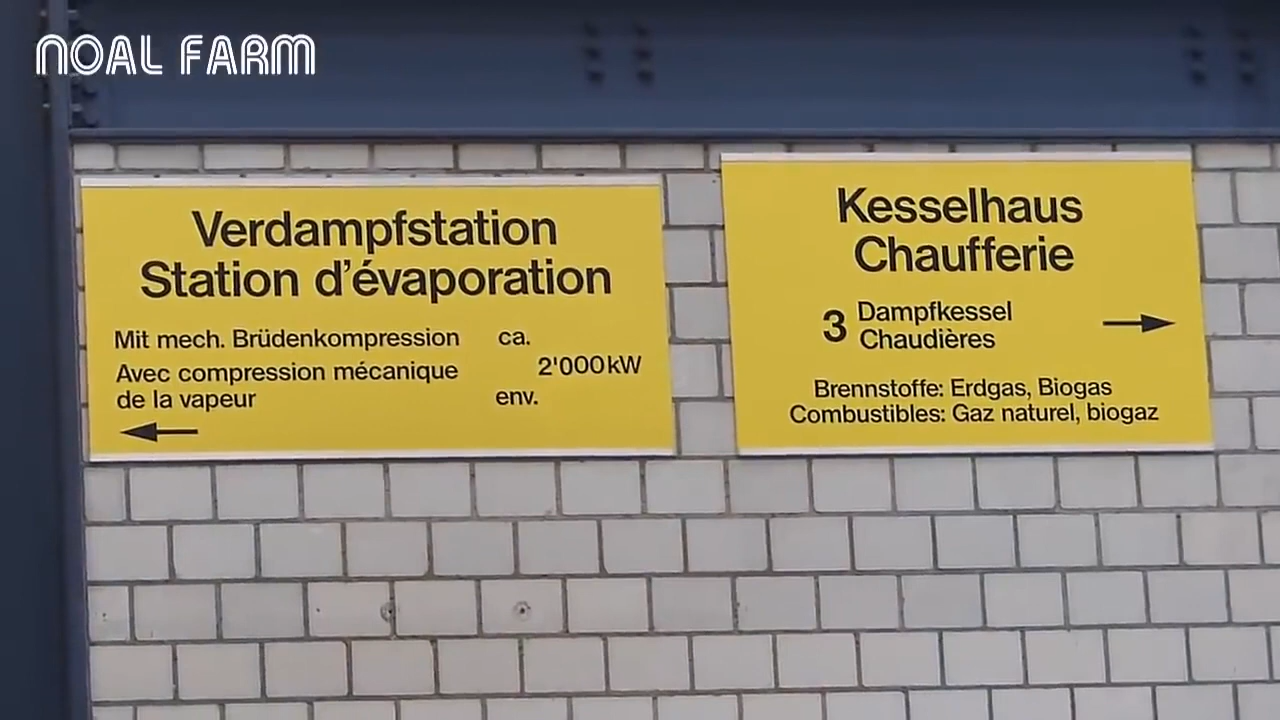 NOAL FARM
Verdampfstation
Station d'évaporation
Mit mech. Brüdenkompression ca.
2'000kW
Avec compression mécanique
de la vapeur env.
Kesselhaus
Chaufferie
3 Dampfkessel
Chaudières
Brennstoffe: Erdgas, Biogas
Combustibles: Gaz naturel, biogaz